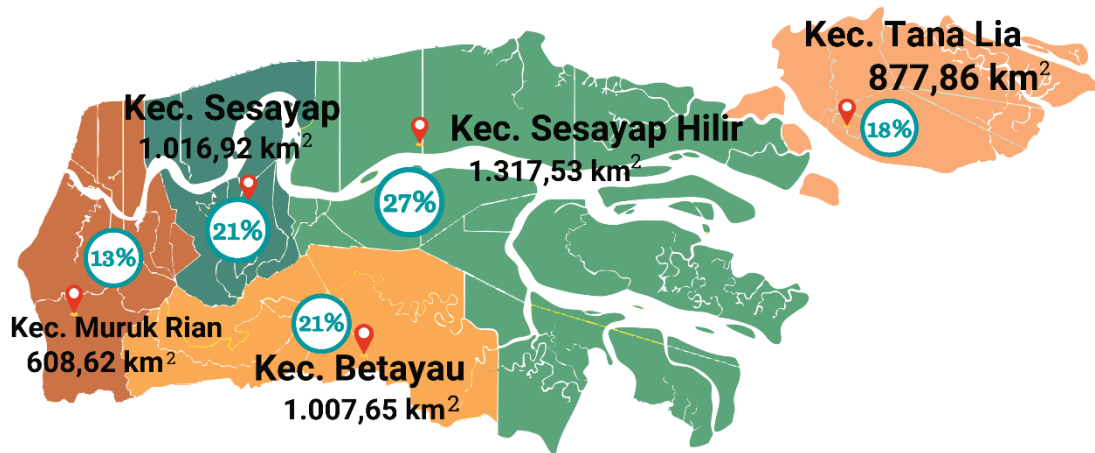 Kec. Tana Lia
877,86 km²
18%
Kec. Sesayap
1.016,92 km²
21%
Kec. Sesayap Hilir
1.317,53 km²
27%
13%
Kec. Muruk Rian
608,62 km²
21%
Kec. Betayau
1.007,65 km²